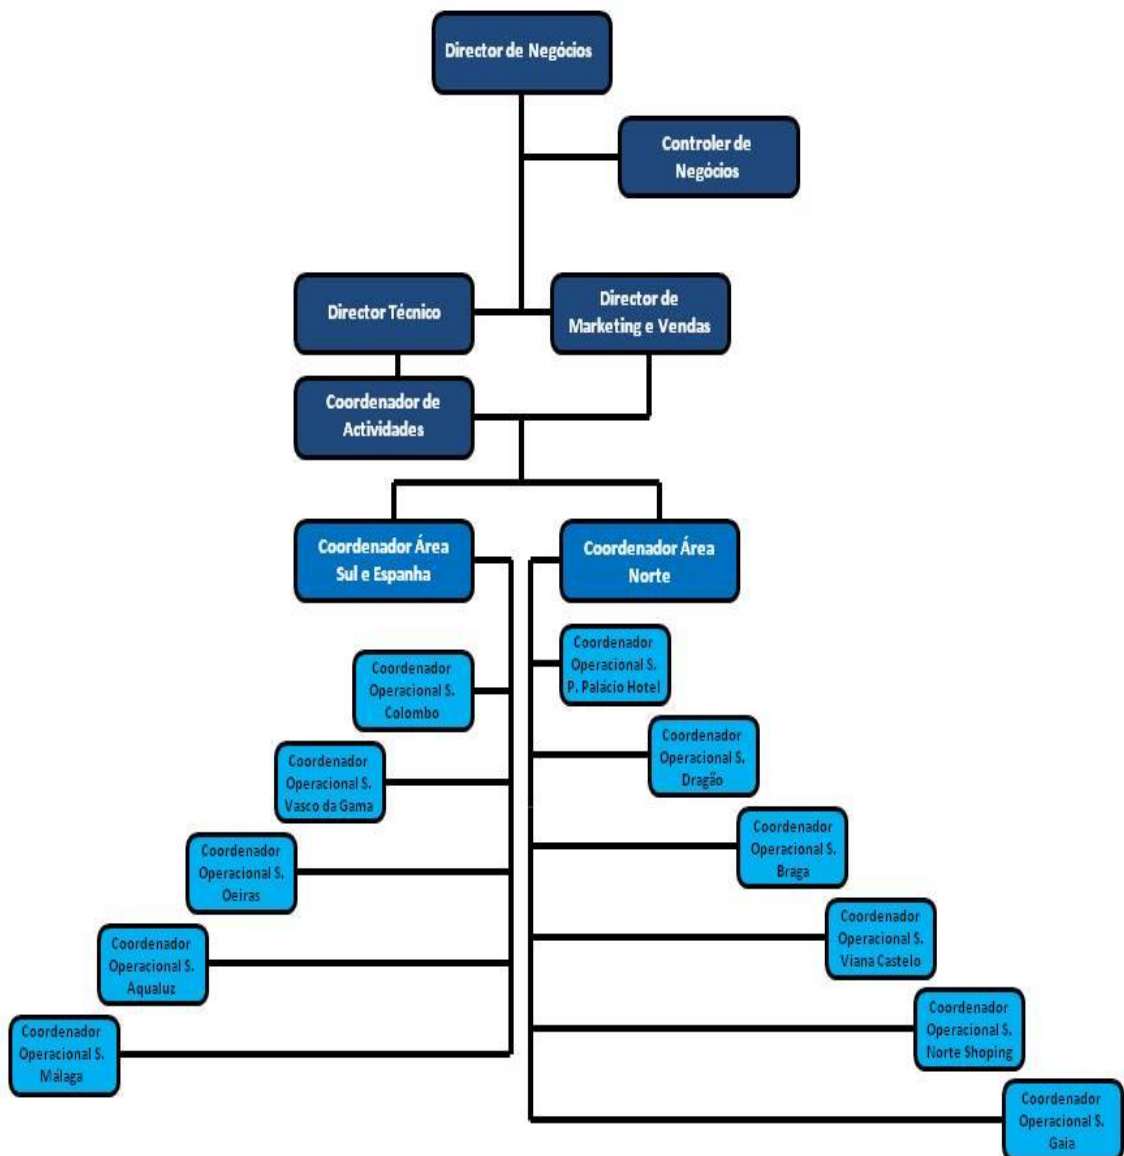 Director de Negócios
Controler de
Negócios
Director Técnico
Director de
Marketing e Vendas
Coordenador de
Actividades
Coordenador Área
Sul e Espanha
Coordenador Área
Norte
Coordenador
Operacional S.
P. Palácio Hotel
Coordenador
Operacional S.
Colombo
Coordenador
Operacional S.
Dragão
Coordenador
Operacional S.
Vasco da Gama
Coordenador
Operacional S.
Braga
Coordenador
Operacional S.
Oeiras
Coordenador
Operacional S.
Viana Castelo
Coordenador
Operacional S.
Aqualuz
Coordenador
Operacional S.
Norte Shoping
Coordenador
Operacional S.
Málaga
Coordenador
Operacional S.
Gaia